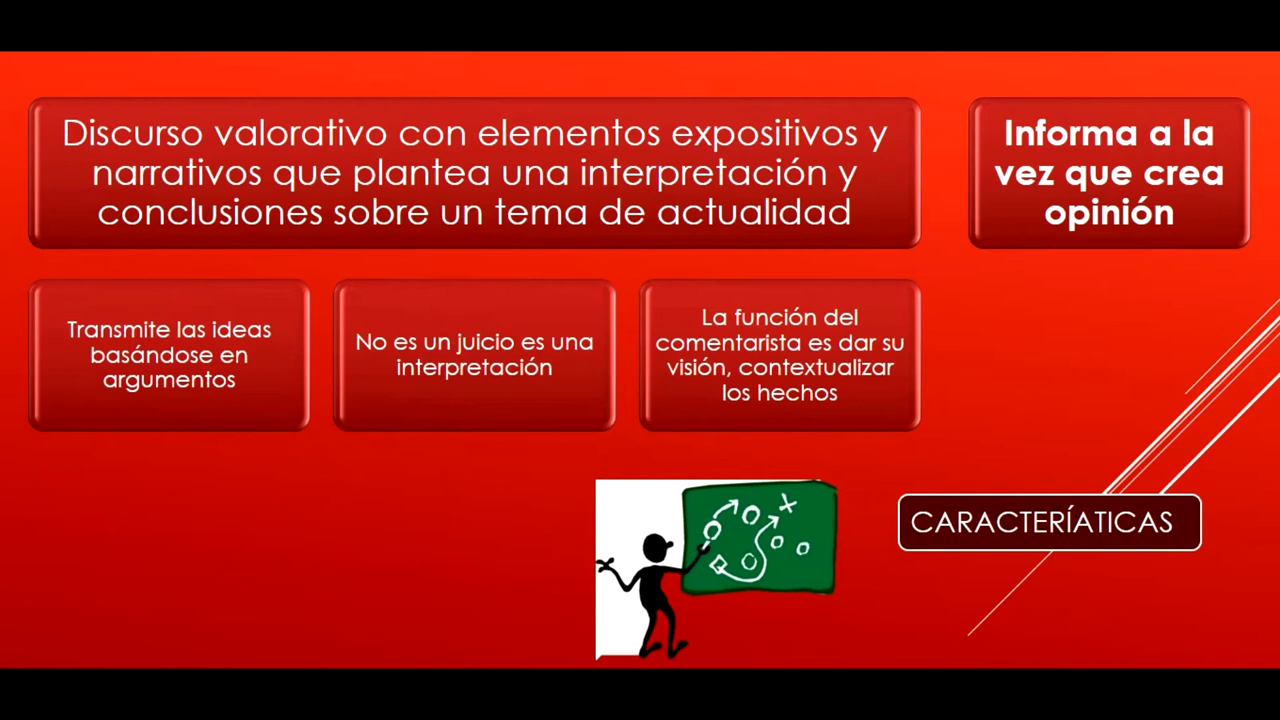 Discurso valorativo con elementos expositivos y
narrativos que plantea una interpretación y
conclusiones sobre un tema de actualidad
Informa a la
vez que crea
opinión
Transmite las ideas
basándose en
argumentos
No es un juicio es una
interpretación
La función del
comentarista es dar su
visión, contextualizar
los hechos
CARACTERÍATICAS